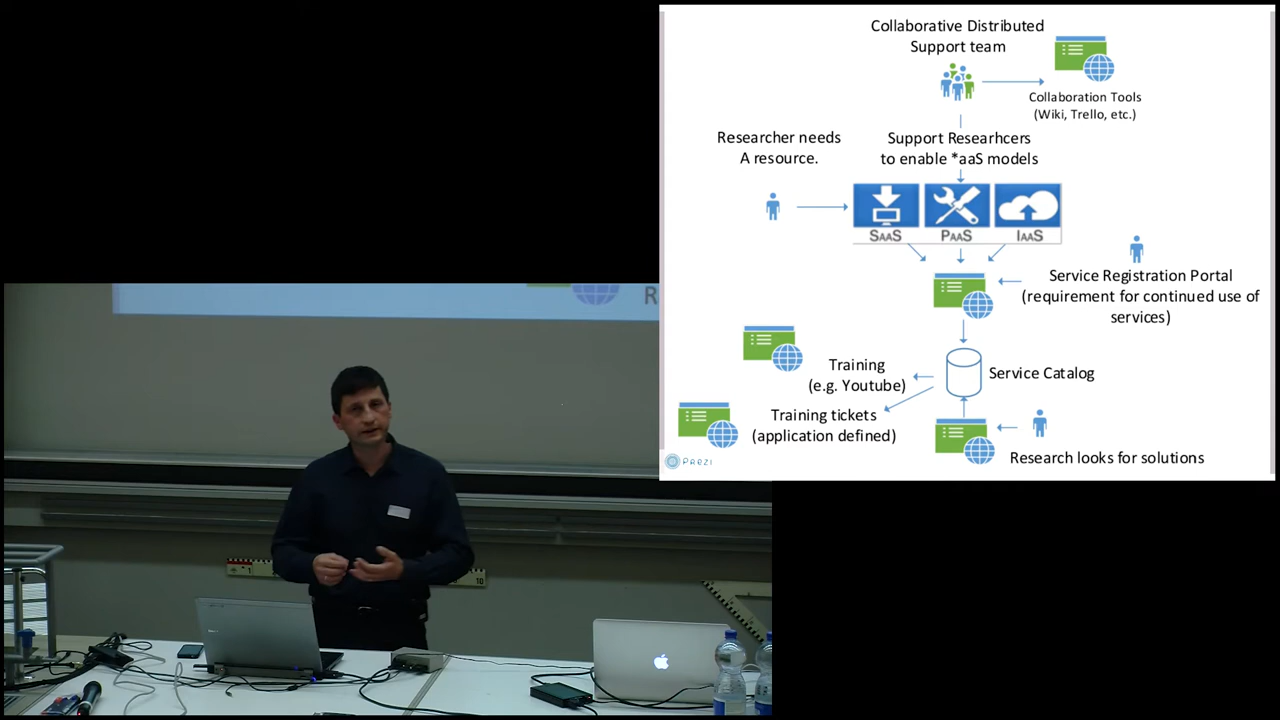 Collaborative Distributed
Support team
Collaboration Tools
(Wiki, Trello, etc.)
Researcher needs
A resource.
Support Researhcers
to enable *aaS models
SAAS
PAAS
IAAS
Service Registration Portal
(requirement for continued use of
services)
Training
(e.g. Youtube)
Service Catalog
Training tickets
(application defined)
Research looks for solutions
PREZI
R
1
10